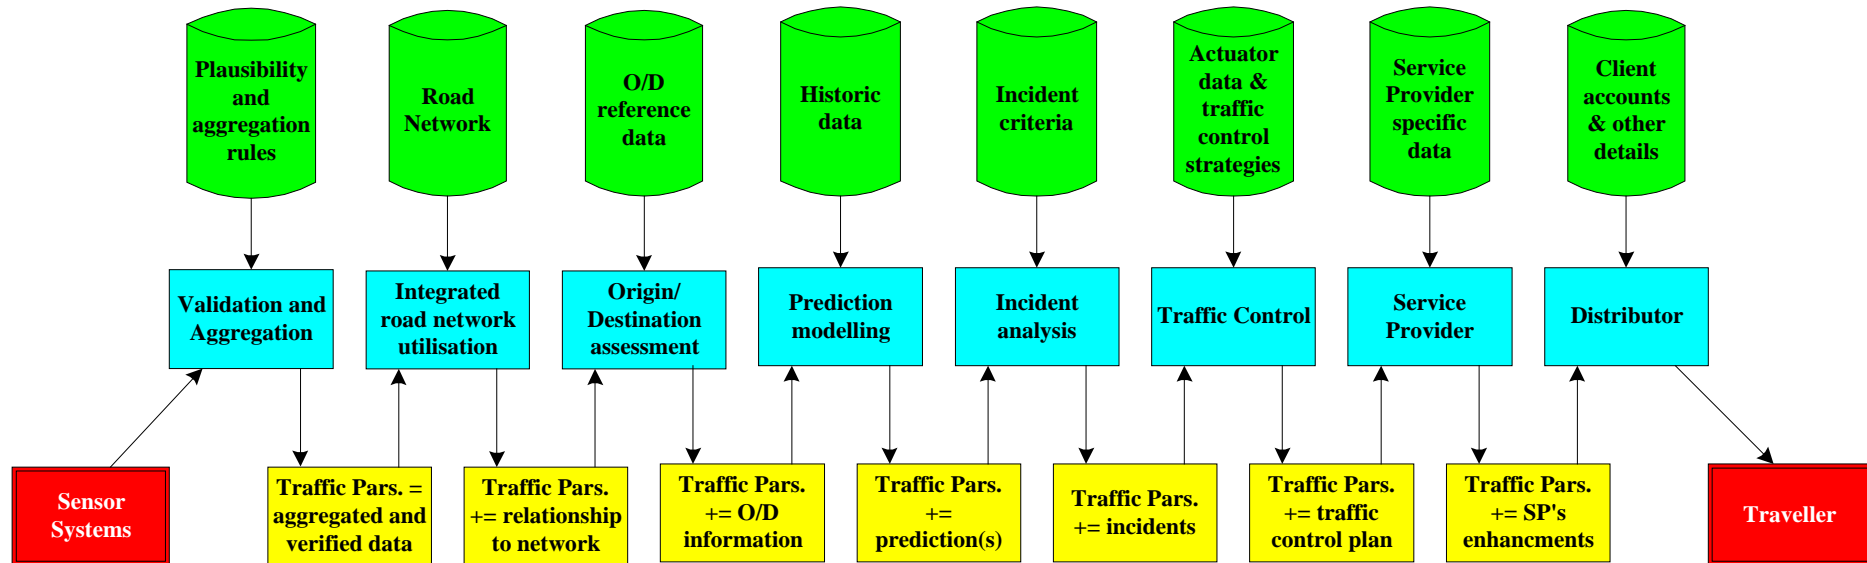 Plausibility
and
aggregation
rules
Road
Network
O/D
reference
data
Historic
data
Incident
criteria
Actuator
data &
traffic
control
strategies
Service
Provider
specific
data
Client
accounts
& other
details
Validation and
Aggregation
Integrated
road network
utilisation
Origin/
Destination
assessment
Prediction
modelling
Incident
analysis
Traffic Control
Service
Provider
Distributor
Sensor
Systems
Traffic Pars. =
aggregated and
verified data
Traffic Pars.
+= relationship
to network
Traffic Pars.
+= O/D
information
Traffic Pars.
+=
prediction(s)
Traffic Pars.
+= incidents
Traffic Pars.
+= traffic
control plan
Traffic Pars.
+= SP's
enhancments
Traveller